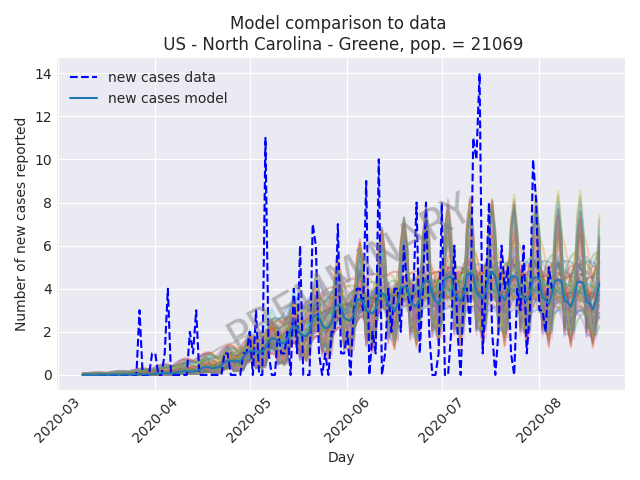 Model comparison to data
US - North Carolina - Greene, pop. = 21069
14
12
10
8
6
4
2
0
Number of new cases reported
new cases data
new cases model
PRELIMINARY
2020-03
2020-04
2020-05
2020-06
2020-07
2020-08
Day